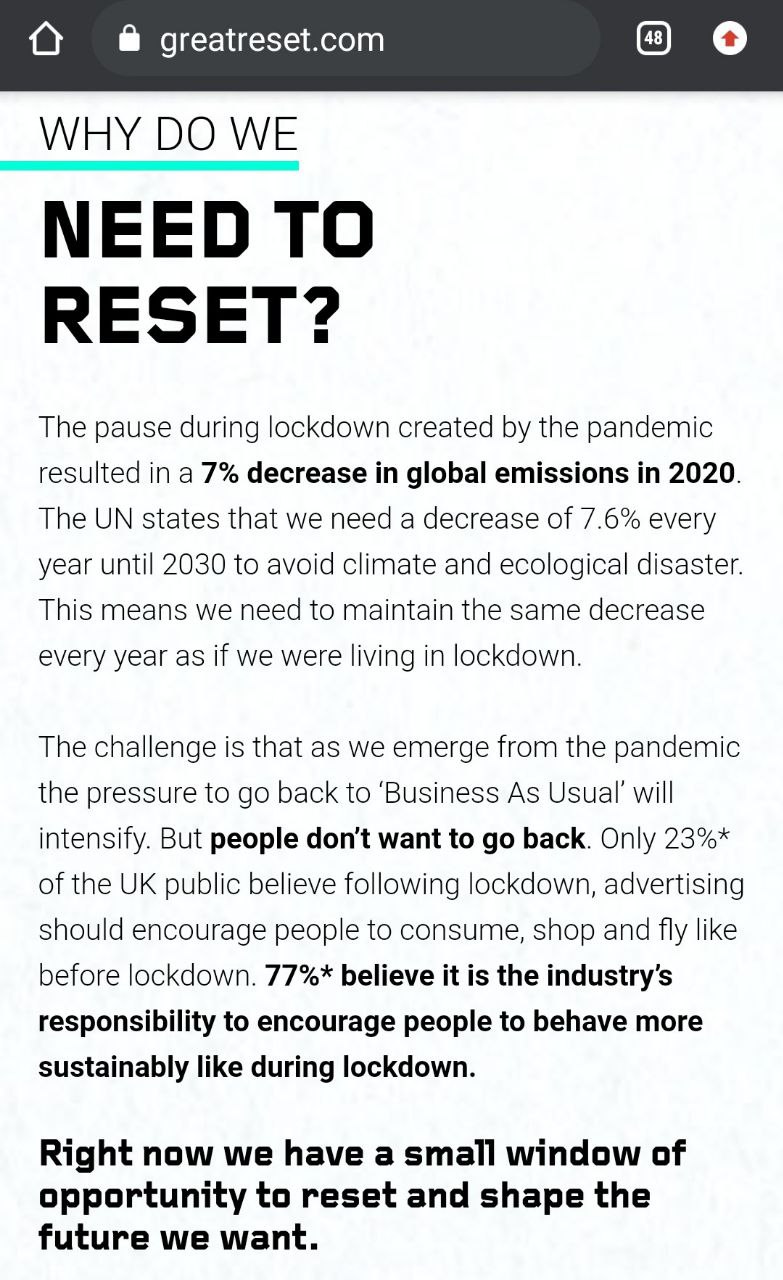 greatreset.com
48
WHY DO WE
NEED TO
RESET?
The pause during lockdown created by the pandemic
resulted in a 7% decrease in global emissions in 2020.
The UN states that we need a decrease of 7.6% every
year until 2030 to avoid climate and ecological disaster.
This means we need to maintain the same decrease
every year as if we were living in lockdown.
The challenge is that as we emerge from the pandemic
the pressure to go back to ‘Business As Usual’ will
intensify. But people don’t want to go back. Only 23%*
of the UK public believe following lockdown, advertising
should encourage people to consume, shop and fly like
before lockdown. 77%* believe it is the industry’s
responsibility to encourage people to behave more
sustainably like during lockdown.
Right now we have a small window of
opportunity to reset and shape the
future we want.